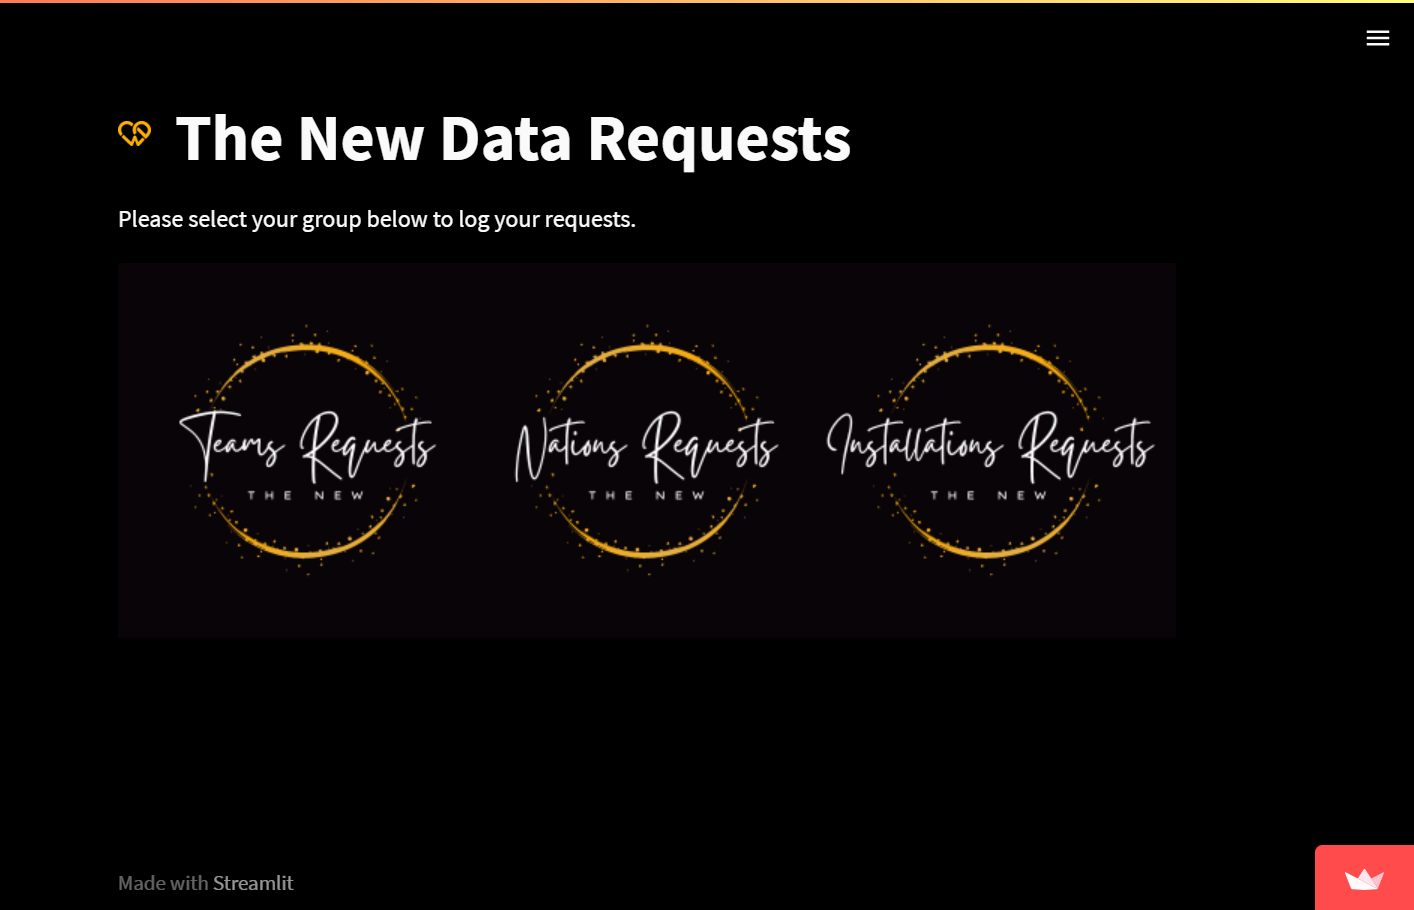 The New Data Requests
Please select your group below to log your requests.
Teams Requests
THE NEW
Nations Requests
THE NEW
Installations Requests
THE NEW
Made with Streamlit